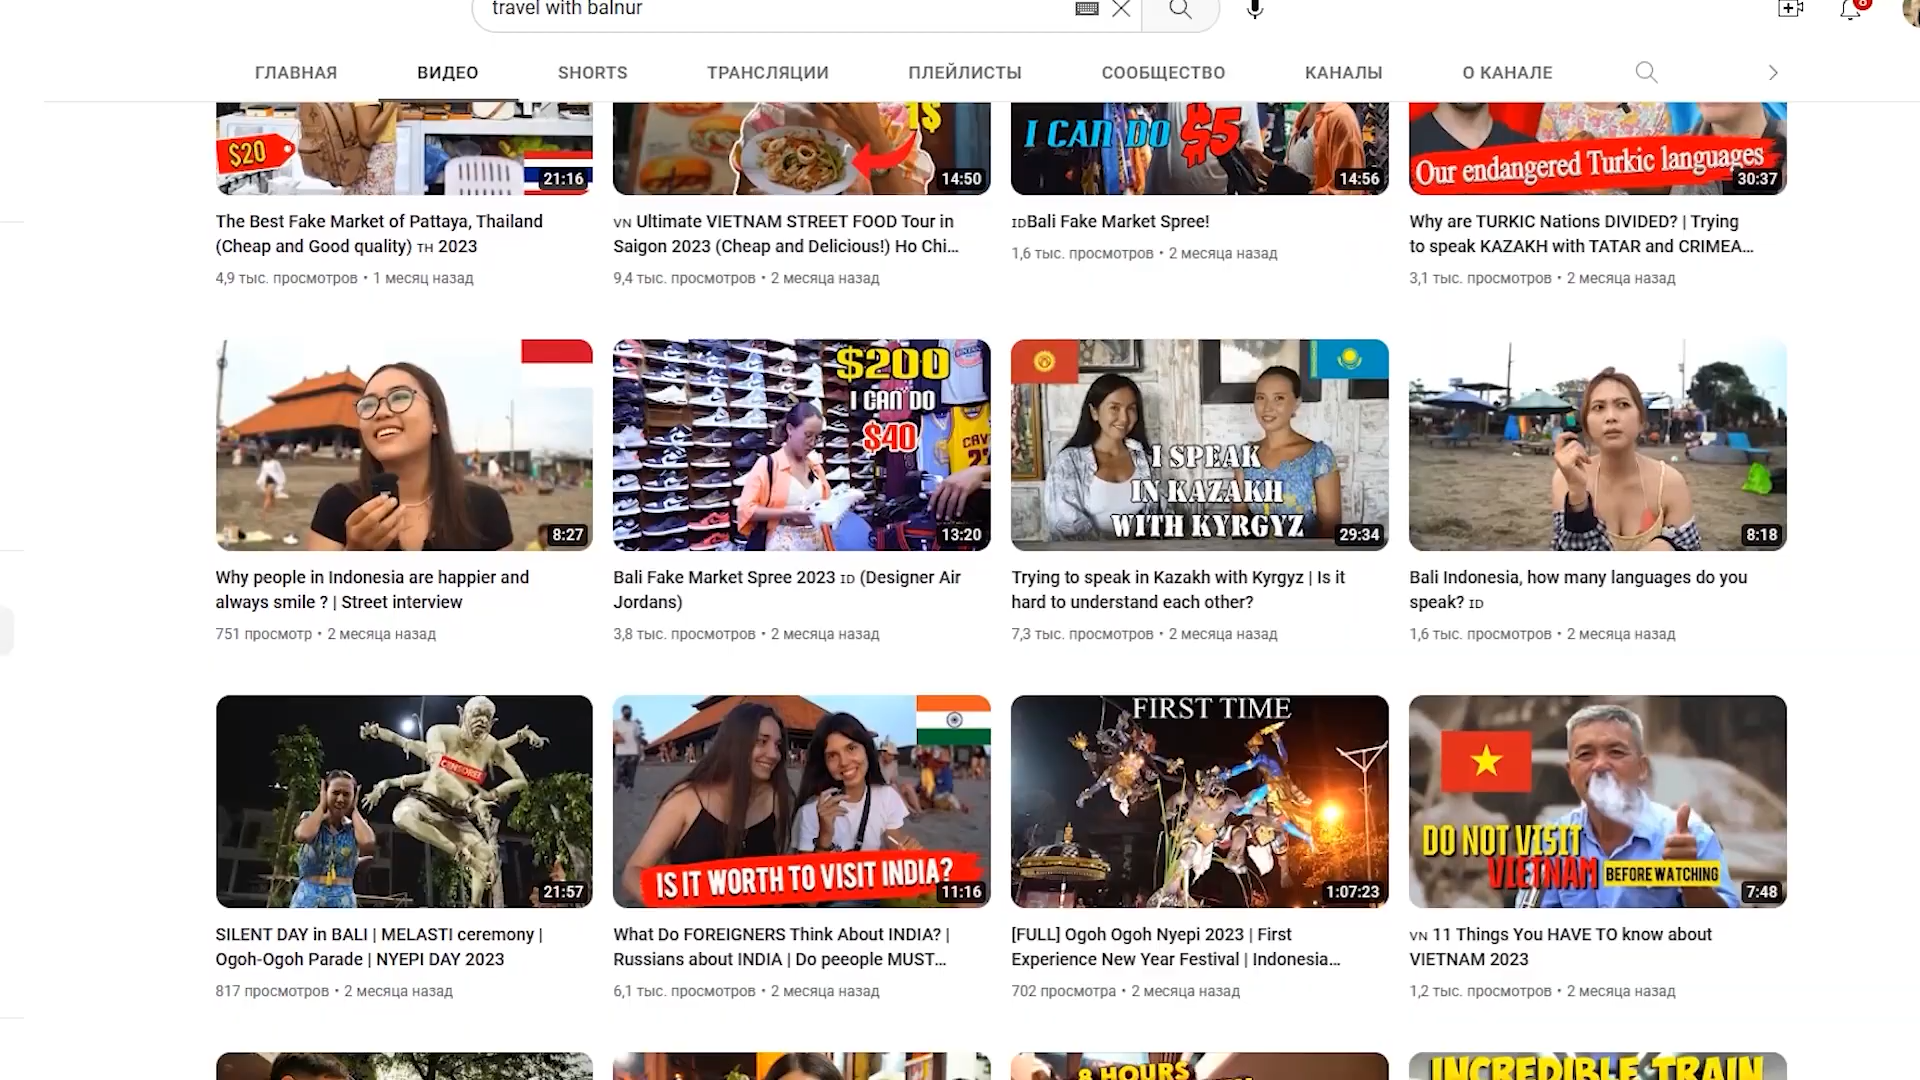 travel with balnur
8
ГЛАВНАЯ
ВИДЕО
SHORTS
ТРАНСЛЯЦИИ
ПЛЕЙЛИСТЫ
СООБЩЕСТВО
КАНАЛЫ
О КАНАЛЕ
$20
21:16
1$
14:50
I CAN DO $5
14:56
Our endangered Turkic languages
30:37
The Best Fake Market of Pattaya, Thailand
(Cheap and Good quality) TH 2023
4,9 тыс. просмотров • 1 месяц назад
VN Ultimate VIETNAM STREET FOOD Tour in
Saigon 2023 (Cheap and Delicious!) Ho Chi...
9,4 тыс. просмотров • 2 месяца назад
IDBali Fake Market Spree!
1,6 тыс. просмотров • 2 месяца назад
Why are TURKIC Nations DIVIDED? | Trying
to speak KAZAKH with TATAR and CRIMEA...
3,1 тыс. просмотров • 2 месяца назад
8:27
$200
I CAN DO
$40
CAV
13:20
I SPEAK
IN KAZAKH
WITH KYRGYZ
29:34
8:18
Why people in Indonesia are happier and
always smile ? | Street interview
751 просмотр • 2 месяца назад
Bali Fake Market Spree 2023 ID (Designer Air
Jordans)
3,8 тыс. просмотров • 2 месяца назад
Trying to speak in Kazakh with Kyrgyz | Is it
hard to understand each other?
7,3 тыс. просмотров • 2 месяца назад
Bali Indonesia, how many languages do you
speak? ID
1,6 тыс. просмотров • 2 месяца назад
CENSORED
21:57
IS IT WORTH TO VISIT INDIA?
11:16
FIRST TIME
1:07:23
DO NOT VISIT
VIETNAM BEFORE WATCHING
7:48
SILENT DAY in BALI | MELASTI ceremony |
Ogoh-Ogoh Parade | NYEPI DAY 2023
817 просмотров • 2 месяца назад
What Do FOREIGNERS Think About INDIA? |
Russians about INDIA | Do peeople MUST...
6,1 тыс. просмотров • 2 месяца назад
[FULL] Ogoh Ogoh Nyepi 2023 | First
Experience New Year Festival | Indonesia...
702 просмотра • 2 месяца назад
VN 11 Things You HAVE TO know about
VIETNAM 2023
1,2 тыс. просмотров • 2 месяца назад
8 HOURS
INCREDIBLE TRAIN